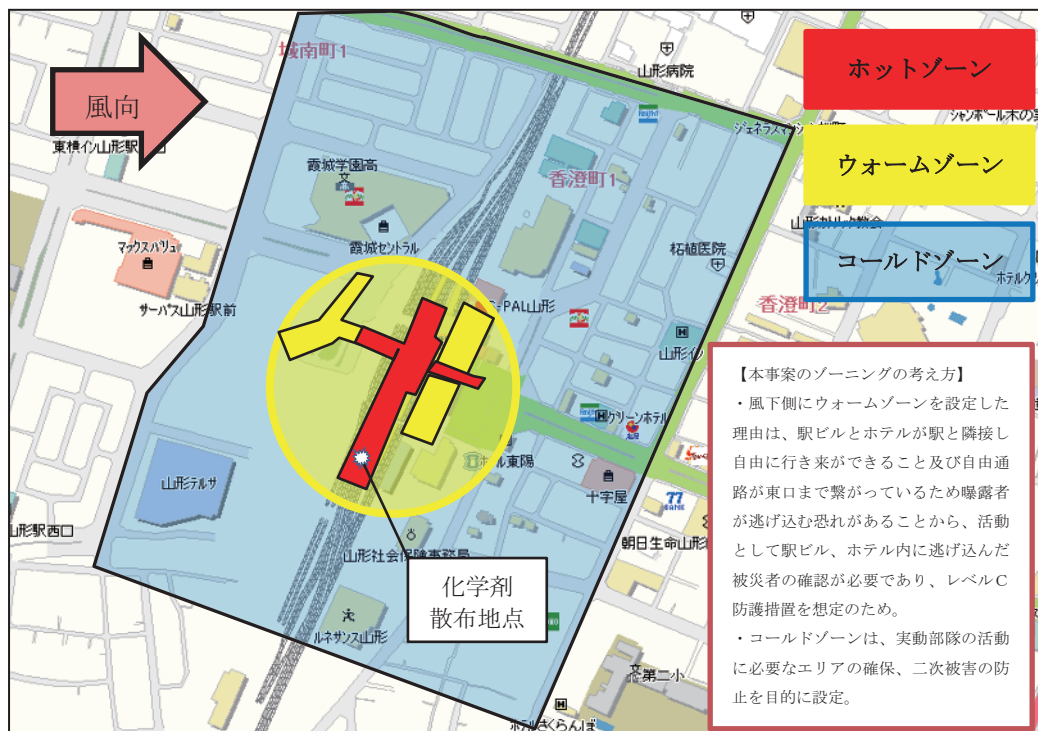 城南町1
山形病院
ホットゾーン
風向
東横イン山形駅
霞城学園高
文
香澄町1
ウォームゾーン
マックスバリュ
霞城セントラル
柘植医院
コールドゾーン
サーパス山形駅前
PAL山形
香澄町2
山形イン
グリーンホテル
十字屋
77
BANK
山形テルサ
山形駅西口
朝日生命山形
山形社会保険事務局
化学剤
散布地点
ルネサンス山形
文第二小
ホテルさくらんぼ
【本事案のゾーニングの考え方】
・風下側にウォームゾーンを設定した
理由は、駅ビルとホテルが駅と隣接し
自由に行き来ができること及び自由通
路が東口まで繋がっているため曝露者
が逃げ込む恐れがあることから、活動
として駅ビル、ホテル内に逃げ込んだ
被災者の確認が必要であり、レベルC
防護措置を想定のため。
・コールドゾーンは、実動部隊の活動
に必要なエリアの確保、二次被害の防
止を目的に設定。